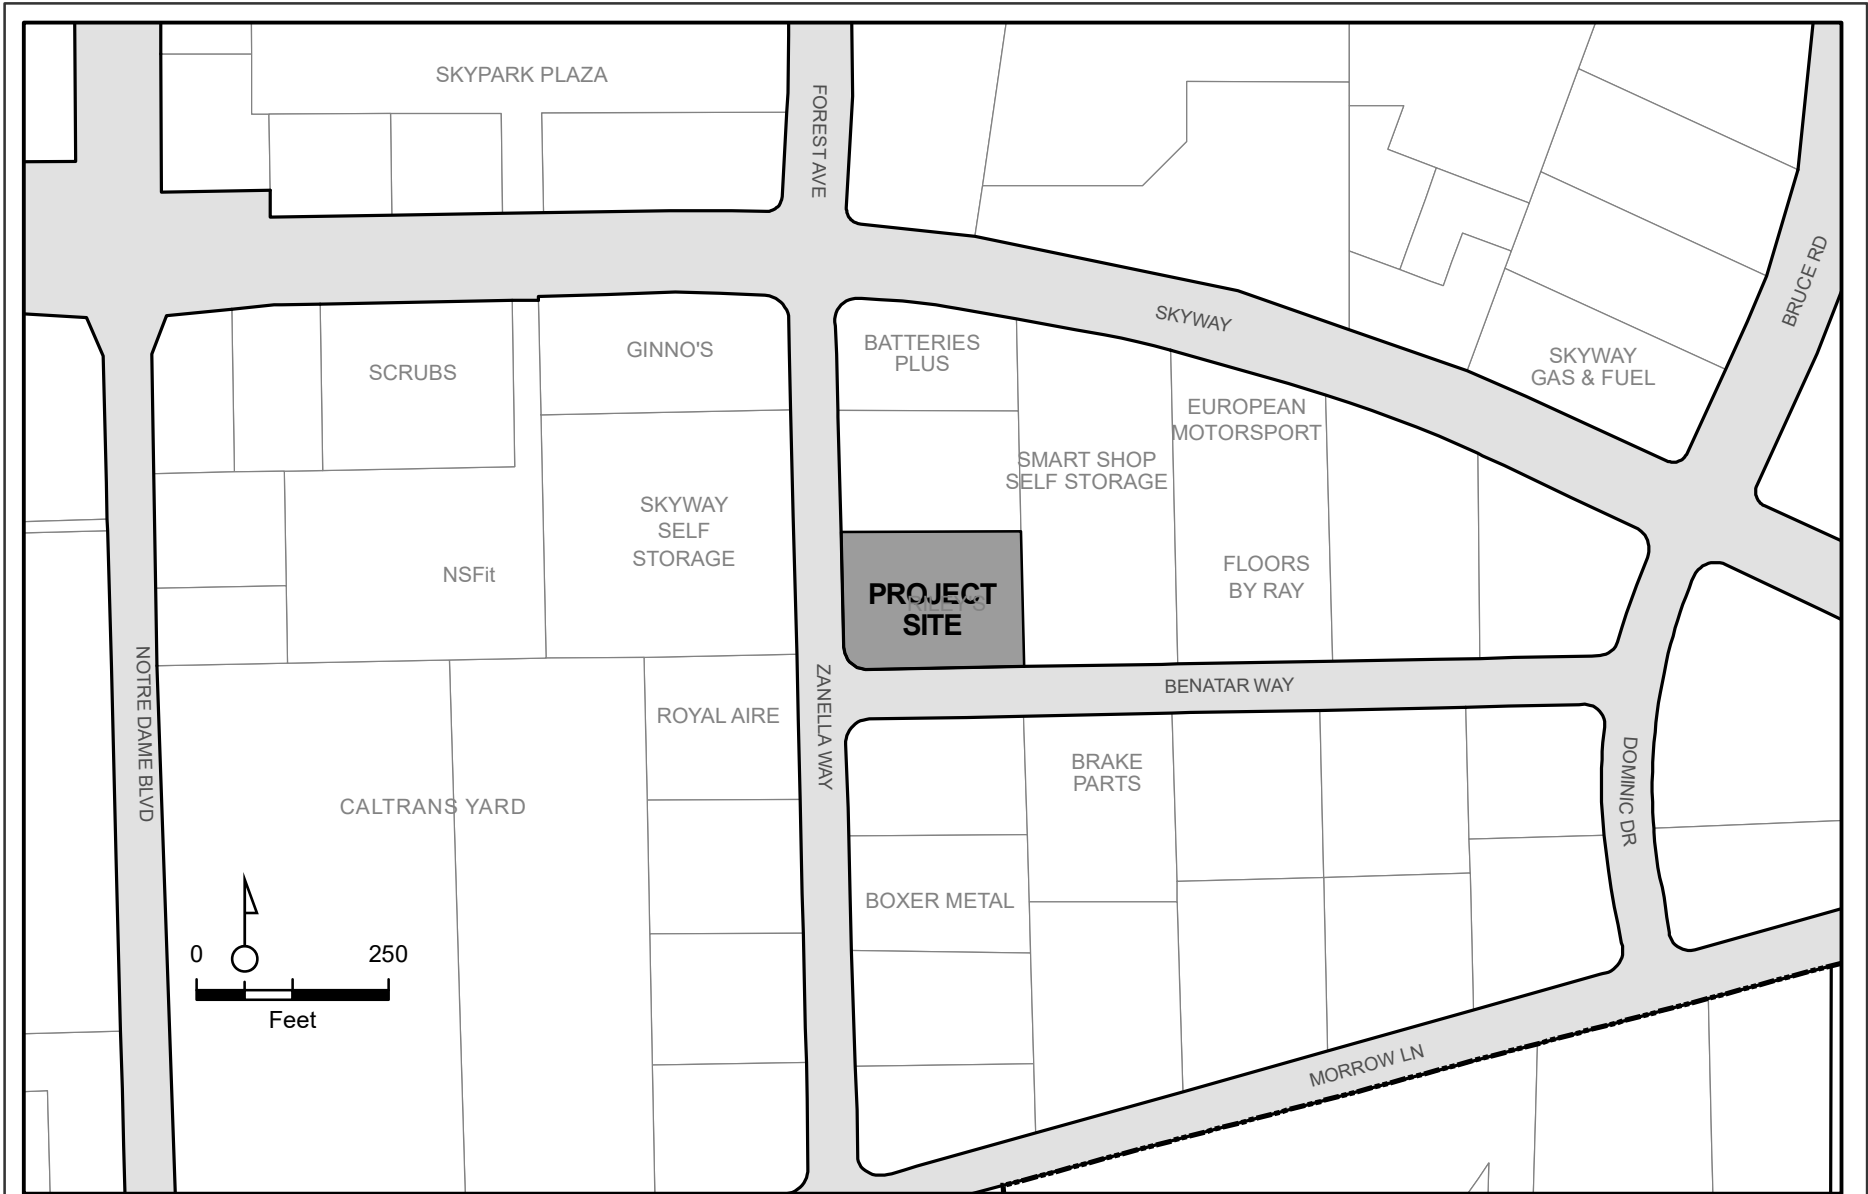 SKYPARK PLAZA
FOREST AVE
BRUCE RD
SKYWAY
GINNO'S
BATTERIES
PLUS
SCRUBS
SKYWAY
GAS & FUEL
EUROPEAN
MOTORSPORT
SMART SHOP
SELF STORAGE
SKYWAY
SELF
STORAGE
NSFit
FLOORS
BY RAY
PROJECT
RILEY'S
SITE
NOTRE DAME BLVD
ZANELLA WAY
BENATAR WAY
ROYAL AIRE
BRAKE
PARTS
DOMINIC DR
CALTRANS YARD
BOXER METAL
0 250
Feet
MORROW LN